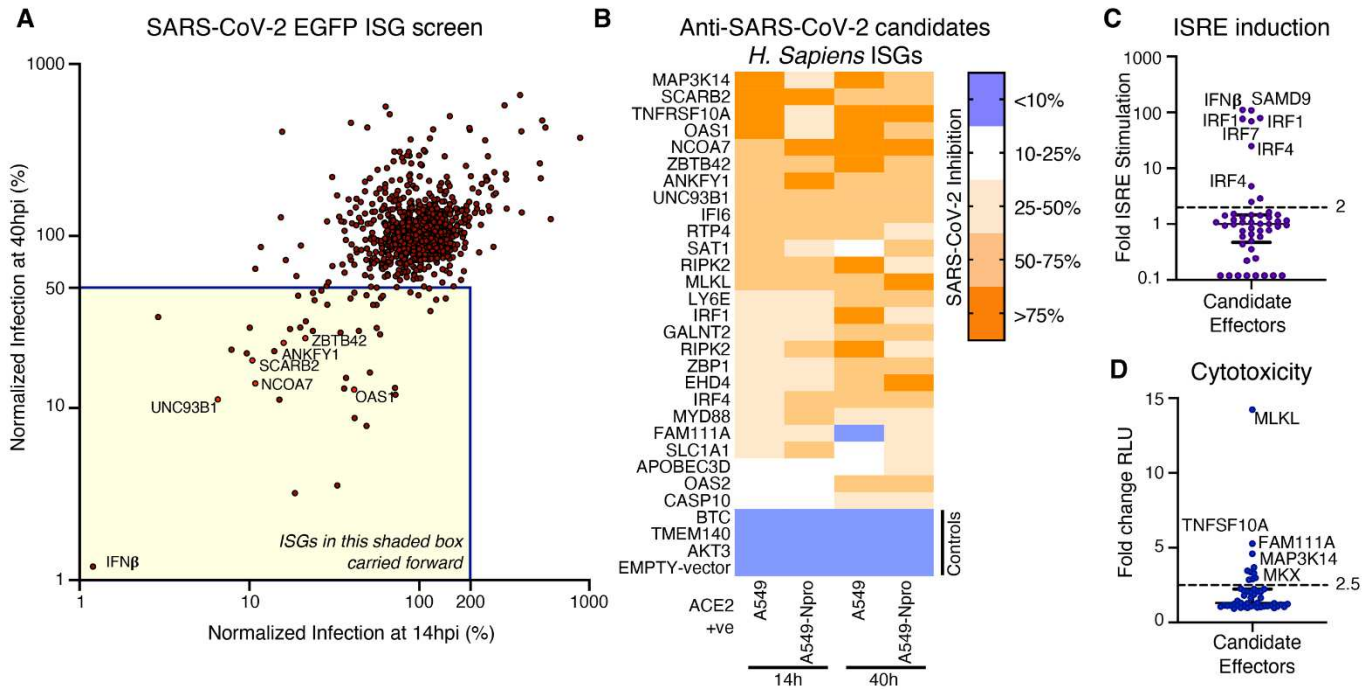 A
SARS-CoV-2 EGFP ISG screen
Normalized Infection at 40hpi (%)
1000
100
50
10
1
ZBTB42
ANKFY1
SCARB2
NCOA7
OAS1
UNC93B1
IFNβ
ISGs in this shaded box
carried forward
1
10
100
200
1000
Normalized Infection at 14hpi (%)
B
Anti-SARS-CoV-2 candidates
H. Sapiens ISGs
MAP3K14
SCARB2
TNFRSF10A
OAS1
NCOA7
ZBTB42
ANKFY1
UNC93B1
IFI6
RTP4
SAT1
RIPK2
MLKL
LY6E
IRF1
GALNT2
RIPK2
ZBP1
EHD4
IRF4
MYD88
FAM111A
SLC1A1
APOBEC3D
OAS2
CASP10
BTC
TMEM140
AKT3
EMPTY-vector
Controls
ACE2
+ve
A549
A549-Npro
A549
A549-Npro
14h
40h
SARS-CoV-2 Inhibition
<10%
10-25%
25-50%
50-75%
>75%
C
ISRE induction
Fold ISRE Stimulation
1000
100
10
1
0.1
IFNβ
SAMD9
IRF1
IRF1
IRF7
IRF4
IRF4
2
Candidate
Effectors
D
Cytotoxicity
Fold change RLU
15
10
5
0
MLKL
TNFSF10A
FAM111A
MAP3K14
MKX
2.5
Candidate
Effectors